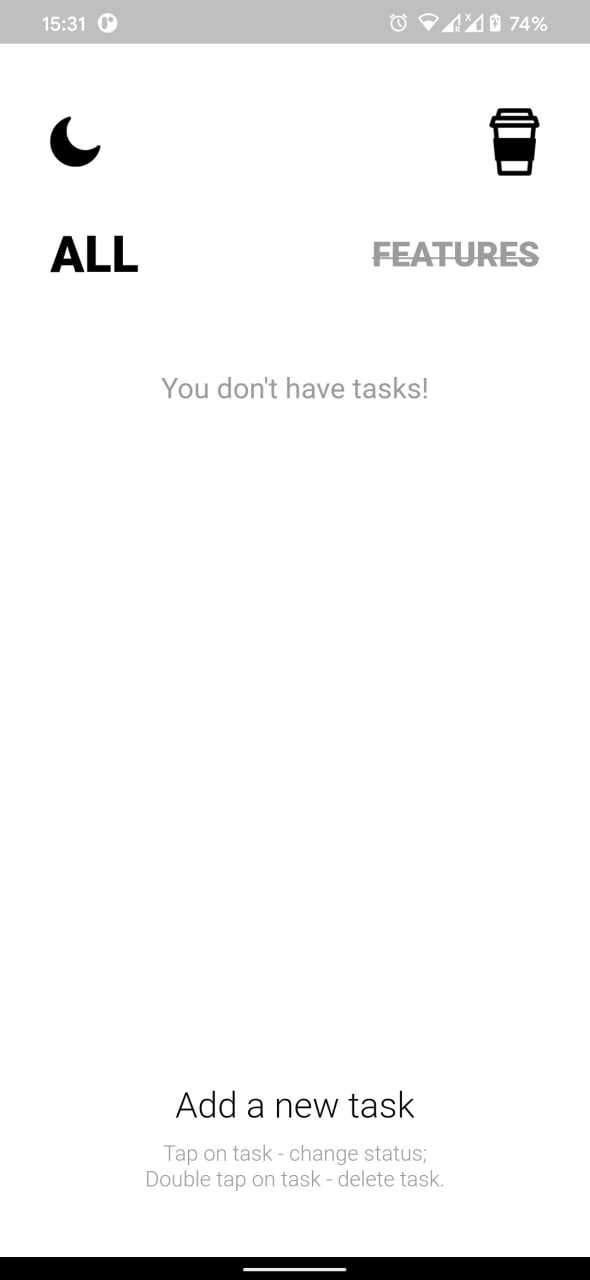 15:31 74%
ALL FEATURES
You don't have tasks!
Add a new task
Tap on task - change status;
Double tap on task - delete task.